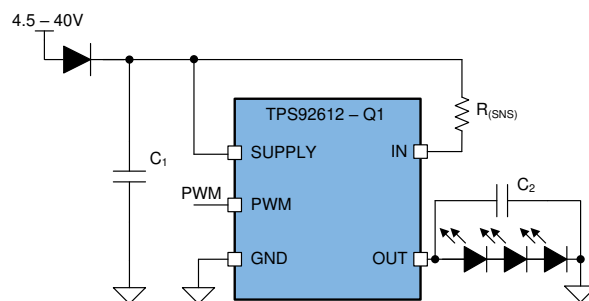 4.5 – 40V
TPS92612 – Q1
R(SNS)
SUPPLY
IN
C1
PWM
PWM
C2
GND
OUT